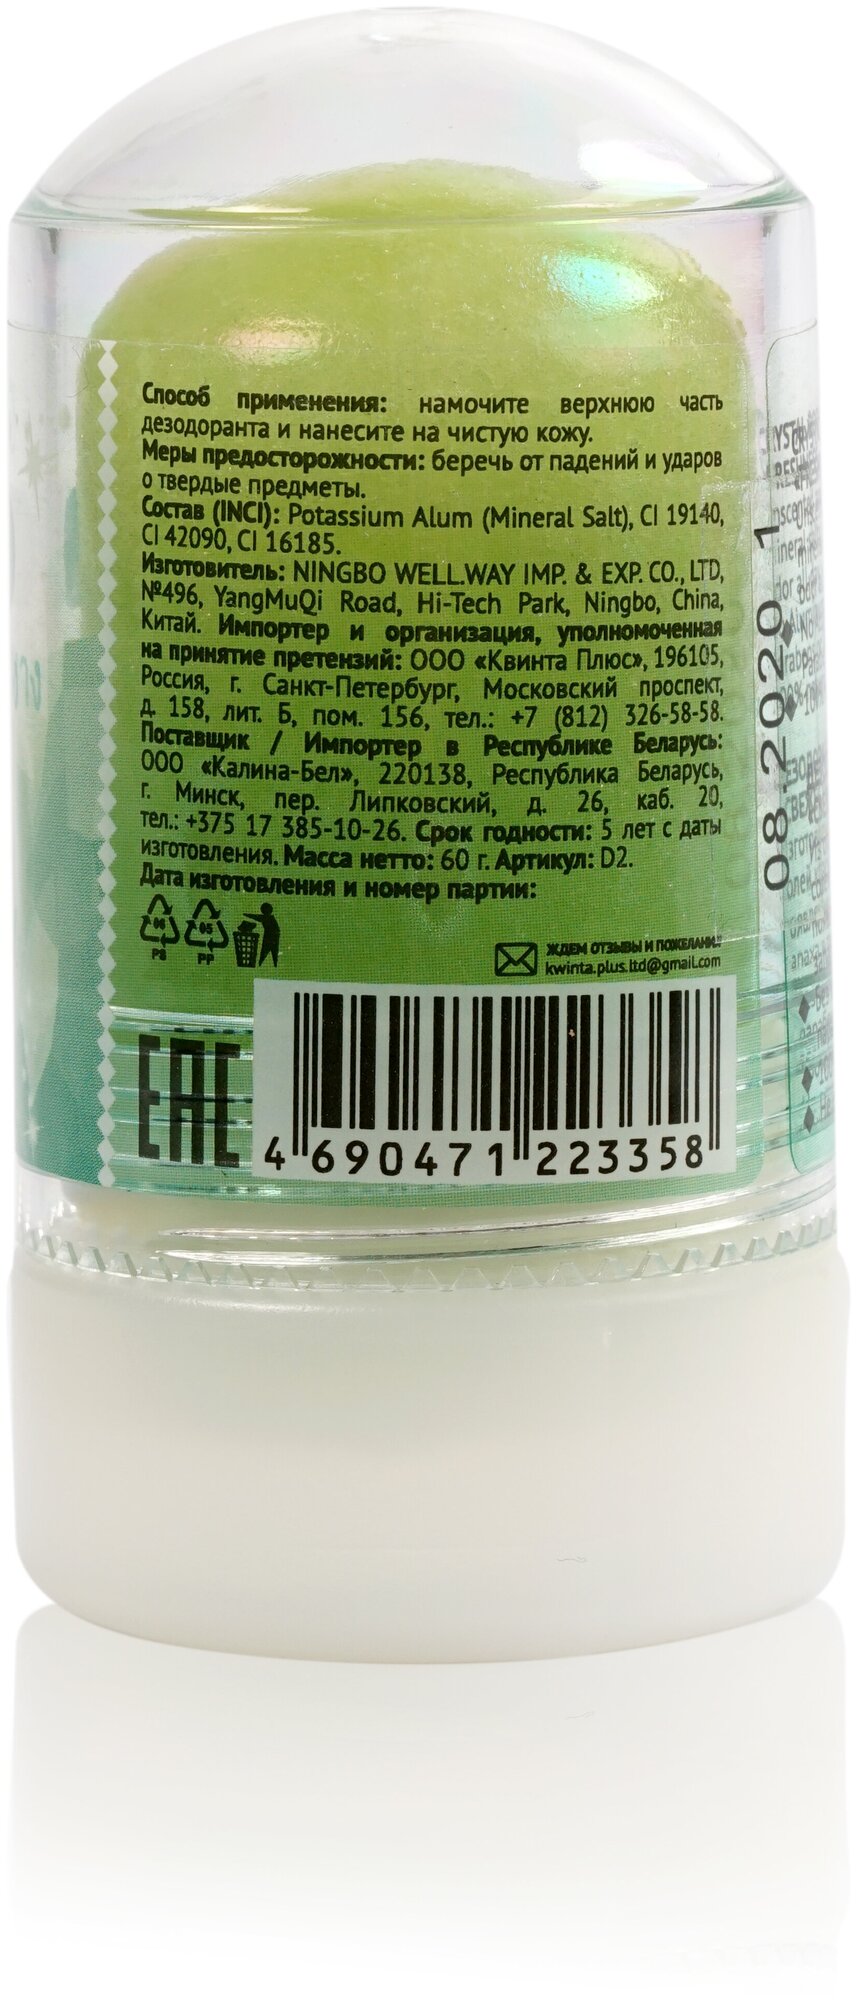 Способ применения: намочите верхнюю часть
дезодоранта и нанесите на чистую кожу.
Меры предосторожности: беречь от падений и ударов
о твердые предметы.
Состав (INCI): Potassium Alum (Mineral Salt), CI 19140,
CI 42090, CI 16185.
Изготовитель: NINGBO WELL.WAY IMP. & EXP. CO., LTD,
№496, YangMuQi Road, Hi-Tech Park, Ningbo, China,
Китай. Импортер и организация, уполномоченная
на принятие претензий: ООО «Квинта Плюс», 196105,
Россия, г. Санкт-Петербург, Московский проспект,
д. 158, лит. Б, пом. 156, тел.: +7 (812) 326-58-58.
Поставщик / Импортер в Республике Беларусь:
ООО «Калина-Бел», 220138, Республика Беларусь,
г. Минск, пер. Липковский, д. 26, каб. 20,
тел.: +375 17 385-10-26. Срок годности: 5 лет с даты
изготовления. Масса нетто: 60 г. Артикул: D2.
Дата изготовления и номер партии:
08.2020 1
06 05
PS PP
ЖДЕМ ОТЗЫВЫ И ПОЖЕЛАНИЯ
kwinta.plus.ltd@gmail.com
EAC
4 690471 223358